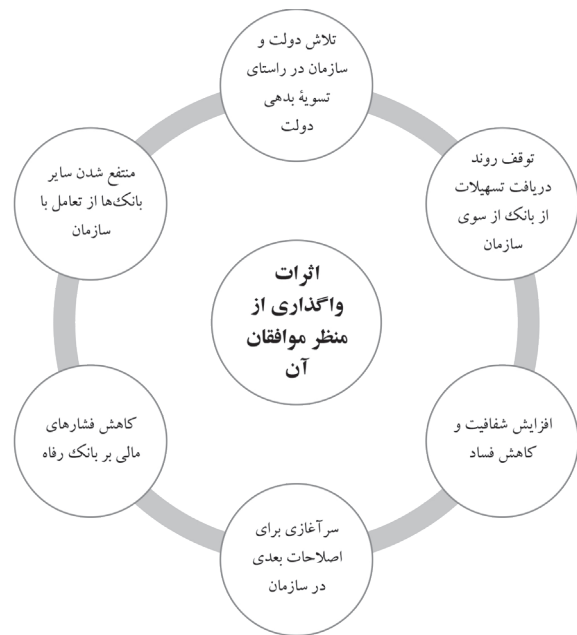 تلاش دولت و
سازمان در راستای
تسویۀ بدهی
دولت
توقف روند
دریافت تسهیلات
از بانک از سوی
سازمان
افزایش شفافیت و
کاهش فساد
سرآغازی برای
اصلاحات بعدی
در سازمان
کاهش فشارهای
مالی بر بانک رفاه
منتفع شدن سایر
بانک‌ها از تعامل با
سازمان
اثرات
واگذاری از
منظر موافقان
آن